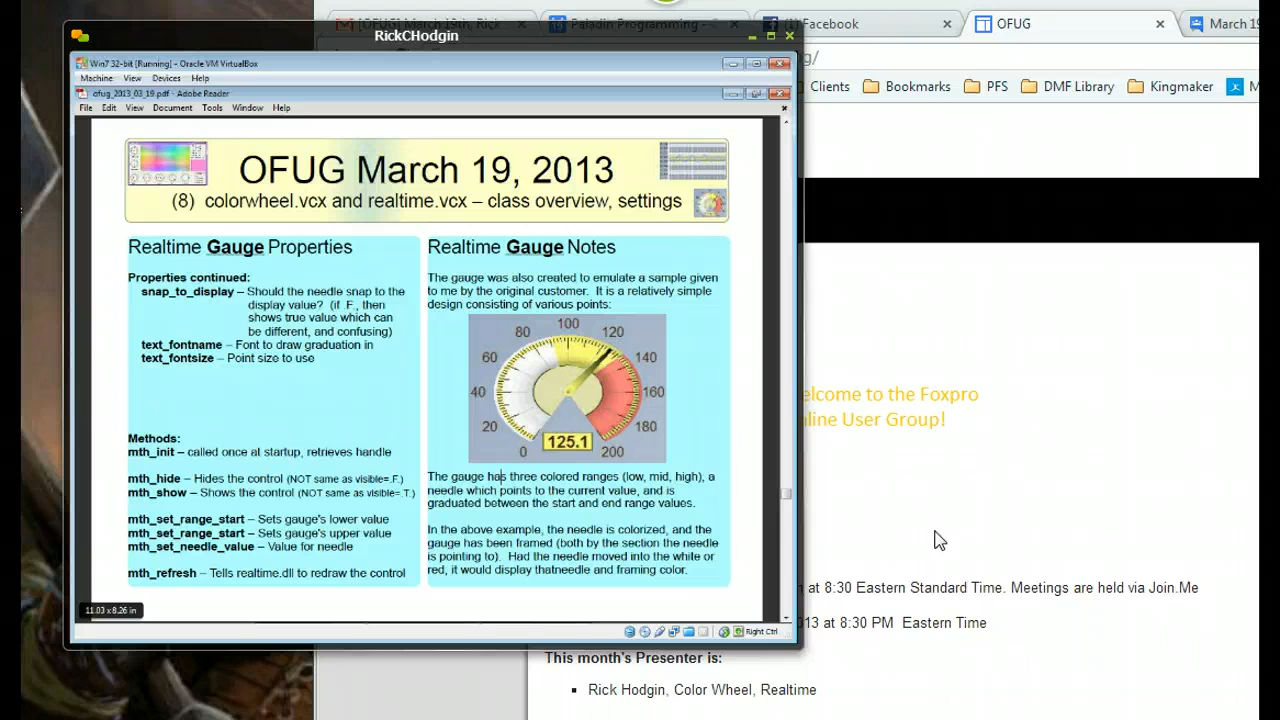 [OFUG] March 19th, Rick
Paladin Programming -
(1) Facebook
OFUG
March 19
RickCHodgin
g/
Win7 32-bit [Running] - Oracle VM VirtualBox
Machine View Devices Help
Clients
Bookmarks
PFS
DMF Library
Kingmaker
ofug_2013_03_19.pdf - Adobe Reader
File Edit View Document Tools Window Help
OFUG March 19, 2013
(8) colorwheel.vcx and realtime.vcx – class overview, settings
Realtime Gauge Properties
Properties continued:
snap_to_display – Should the needle snap to the
display value? (if .F., then
shows true value which can
be different, and confusing)
text_fontname – Font to draw graduation in
text_fontsize – Point size to use
Methods:
mth_init – called once at startup, retrieves handle
mth_hide – Hides the control (NOT same as visible=.F.)
mth_show – Shows the control (NOT same as visible=.T.)
mth_set_range_start – Sets gauge's lower value
mth_set_range_start – Sets gauge's upper value
mth_set_needle_value – Value for needle
mth_refresh – Tells realtime.dll to redraw the control
Realtime Gauge Notes
The gauge was also created to emulate a sample given
to me by the original customer. It is a relatively simple
design consisting of various points:
0
20
40
60
80
100
120
140
160
180
200
125.1
The gauge has three colored ranges (low, mid, high), a
needle which points to the current value, and is
graduated between the start and end range values.
In the above example, the needle is colorized, and the
gauge has been framed (both by the section the needle
is pointing to). Had the needle moved into the white or
red, it would display thatneedle and framing color.
11.03 x 8.26 in
Right Ctrl
elcome to the Foxpro
nline User Group!
at 8:30 Eastern Standard Time. Meetings are held via Join.Me
013 at 8:30 PM Eastern Time
This month's Presenter is:
Rick Hodgin, Color Wheel, Realtime